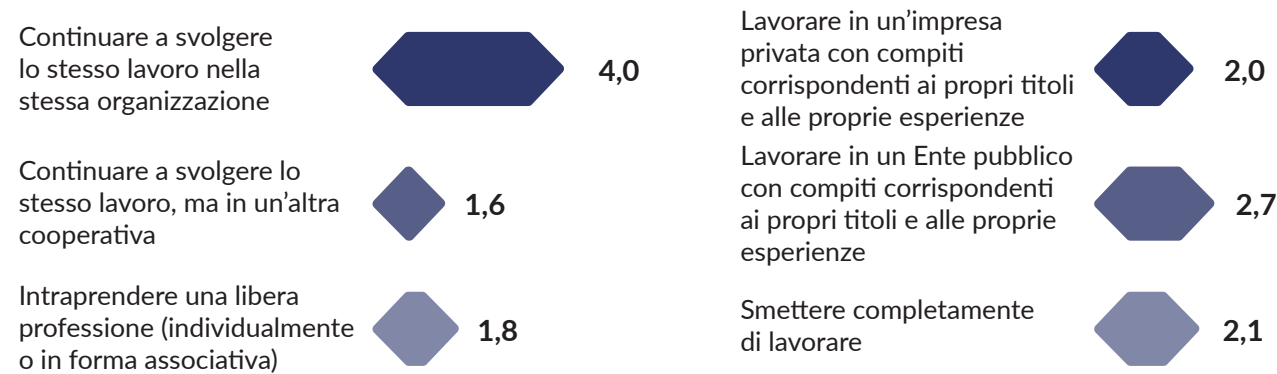 Continuare a svolgere
lo stesso lavoro nella
stessa organizzazione
4,0
Continuare a svolgere lo
stesso lavoro, ma in un’altra
cooperativa
1,6
Intraprendere una libera
professione (individualmente
o in forma associativa)
1,8
Lavorare in un’impresa
privata con compiti
corrispondenti ai propri titoli
e alle proprie esperienze
2,0
Lavorare in un Ente pubblico
con compiti corrispondenti
ai propri titoli e alle proprie
esperienze
2,7
Smettere completamente
di lavorare
2,1